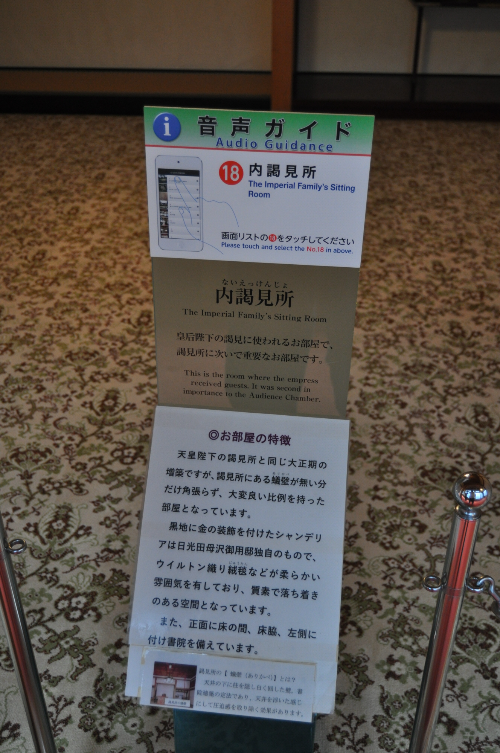 i 音声ガイド
Audio Guidance
18 内謁見所
The Imperial Family's Sitting
Room
画面リストの⑱をタッチしてください
Please touch and select the No.18 in above.
ないえっけんじょ
内謁見所
The Imperial Family's Sitting Room
皇后陛下の謁見に使われるお部屋で、
謁見所に次いで重要なお部屋です。
This is the room where the empress
received guests. It was second in
importance to the Audience Chamber.
◎お部屋の特徴
天皇陛下の謁見所と同じ大正期の
増築ですが、謁見所にある蟻壁が無い分
だけ角張らず、大変良い比例を持った
部屋となっています。
黒地に金の装飾を付けたシャンデリ
アは日光田母沢御用邸独自のもので、
ウイルトン織り絨毯などが柔らかい
雰囲気を有しており、質素で落ち着き
のある空間となっています。
また、正面に床の間、床脇、左側に
付け書院を備えています。
謁見所の【 蟻壁（ありかべ）】とは?